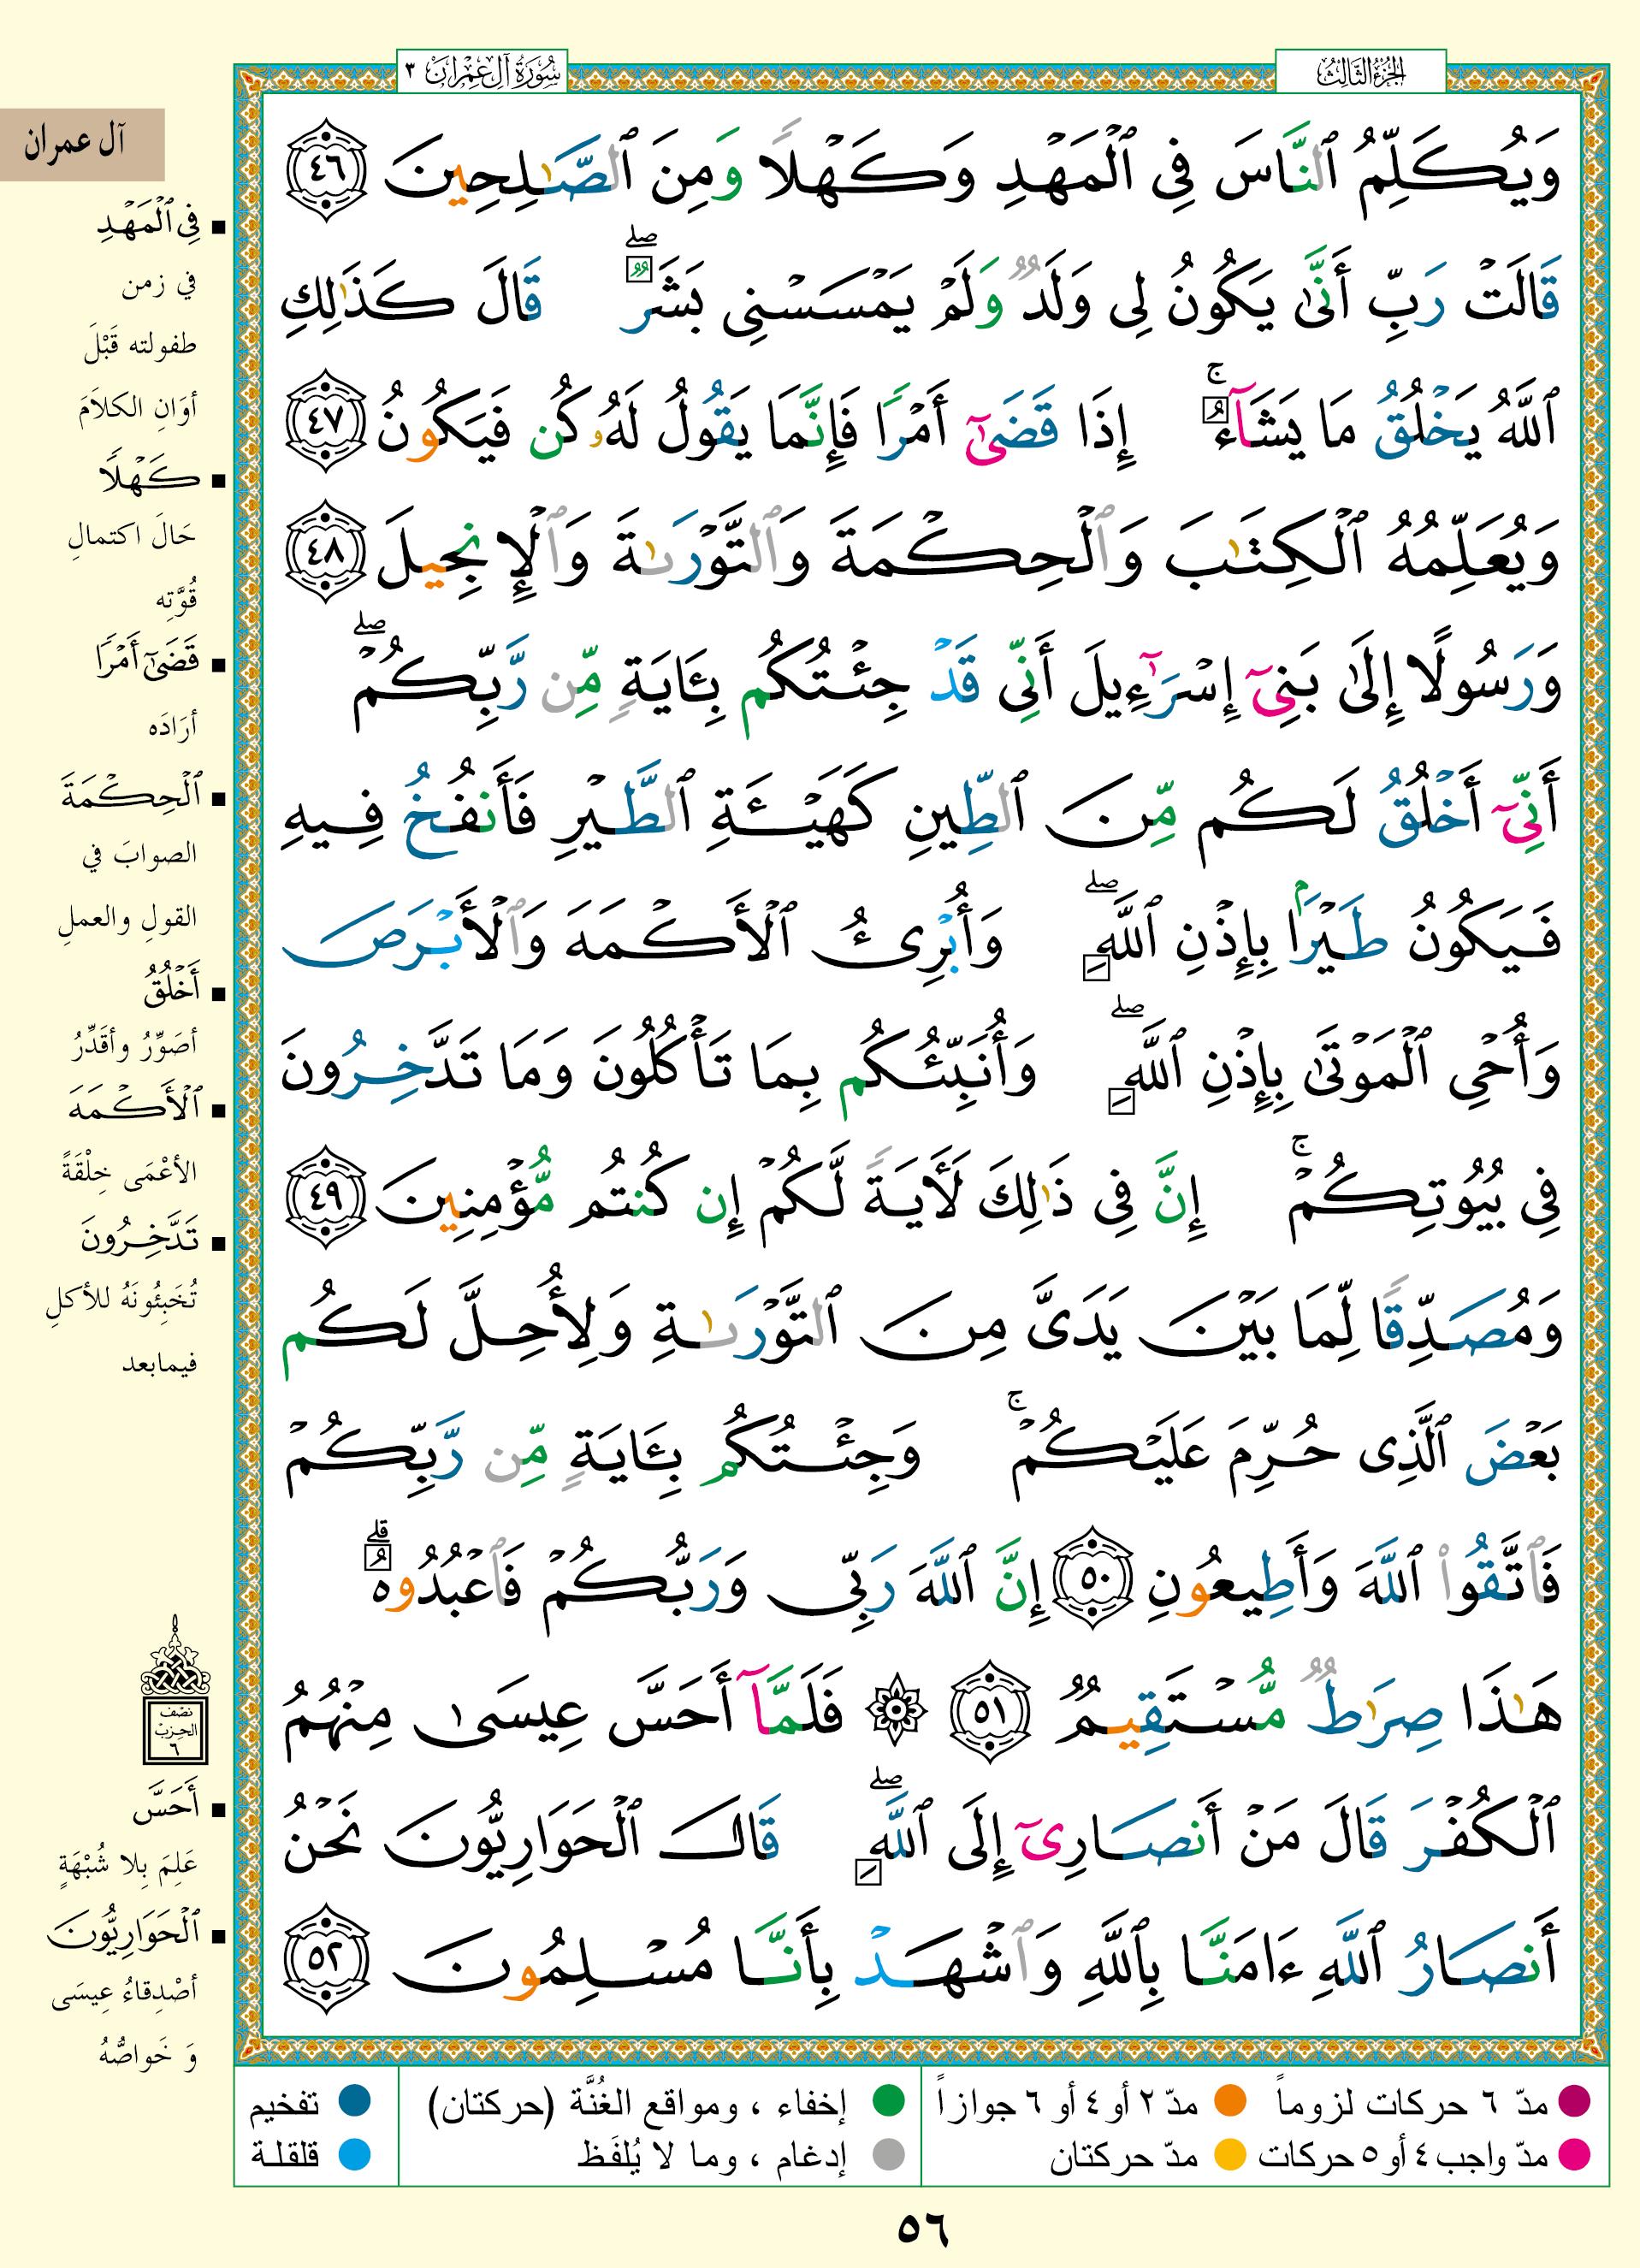 الجزء الثالث
سورة آل عمران ٣
وَيُكَلِّمُ ٱلنَّاسَ فِى ٱلْمَهْدِ وَكَهْلًا وَمِنَ ٱلصَّـٰلِحِينَ ٤٦
قَالَتْ رَبِّ أَنَّىٰ يَكُونُ لِى وَلَدٌ وَلَمْ يَمْسَسْنِى بَشَرٌ ۖ قَالَ كَذَٰلِكِ
ٱللَّهُ يَخْلُقُ مَا يَشَآءُ ۚ إِذَا قَضَىٰٓ أَمْرًا فَإِنَّمَا يَقُولُ لَهُۥ كُن فَيَكُونُ ٤٧
وَيُعَلِّمُهُ ٱلْكِتَـٰبَ وَٱلْحِكْمَةَ وَٱلتَّوْرَىٰةَ وَٱلْإِنجِيلَ ٤٨
وَرَسُولًا إِلَىٰ بَنِىٓ إِسْرَٰٓءِيلَ أَنِّى قَدْ جِئْتُكُم بِـَٔايَةٍ مِّن رَّبِّكُمْ ۖ
أَنِّىٓ أَخْلُقُ لَكُم مِّنَ ٱلطِّينِ كَهَيْـَٔةِ ٱلطَّيْرِ فَأَنفُخُ فِيهِ
فَيَكُونُ طَيْرًۢا بِإِذْنِ ٱللَّهِ ۖ وَأُبْرِئُ ٱلْأَكْمَهَ وَٱلْأَبْرَصَ
وَأُحْىِ ٱلْمَوْتَىٰ بِإِذْنِ ٱللَّهِ ۖ وَأُنَبِّئُكُم بِمَا تَأْكُلُونَ وَمَا تَدَّخِرُونَ
فِى بُيُوتِكُمْ ۚ إِنَّ فِى ذَٰلِكَ لَـَٔايَةً لَّكُمْ إِن كُنتُم مُّؤْمِنِينَ ٤٩
وَمُصَدِّقًا لِّمَا بَيْنَ يَدَىَّ مِنَ ٱلتَّوْرَىٰةِ وَلِأُحِلَّ لَكُم
بَعْضَ ٱلَّذِى حُرِّمَ عَلَيْكُمْ ۚ وَجِئْتُكُم بِـَٔايَةٍ مِّن رَّبِّكُمْ
فَٱتَّقُوا۟ ٱللَّهَ وَأَطِيعُونِ ٥٠ إِنَّ ٱللَّهَ رَبِّى وَرَبُّكُمْ فَٱعْبُدُوهُ ۗ
هَـٰذَا صِرَٰطٌ مُّسْتَقِيمٌ ٥١ ۞ فَلَمَّآ أَحَسَّ عِيسَىٰ مِنْهُمُ
ٱلْكُفْرَ قَالَ مَنْ أَنصَارِىٓ إِلَى ٱللَّهِ ۖ قَالَ ٱلْحَوَارِيُّونَ نَحْنُ
أَنصَارُ ٱللَّهِ ءَامَنَّا بِٱللَّهِ وَٱشْهَدْ بِأَنَّا مُسْلِمُونَ ٥٢
آل عمران
فِى ٱلْمَهْدِ
في زمن
طفولته قَبْلَ
أوَانِ الكلاَمَ
كَهْلًا
حَالَ اكتمالِ
قُوَّتِه
قَضَىٰٓ أَمْرًا
أرَادَه
ٱلْحِكْمَةَ
الصوابَ في
القولِ والعملِ
أَخْلُقُ
أصَوِّرُ وأقَدِّرُ
ٱلْأَكْمَهَ
الأعْمَى خِلْقَةً
تَدَّخِرُونَ
تُخَبِئُونَهُ للأكلِ
فيمابعد
نصف
الحزب
٦
أَحَسَّ
عَلِمَ بِلا شُبْهَةٍ
ٱلْحَوَارِيُّونَ
أصْدِقاءُ عِيسَى
وَ خَواصُّهُ
مدّ ٦ حركات لزوماً مدّ ٢ أو ٤ أو ٦ جوازاً إخفاء ، ومواقع الغُنَّة (حركتان) تفخيم
مدّ واجب ٤ أو ٥ حركات مدّ حركتان إدغام ، وما لا يُلفَظ قلقلة
٥٦